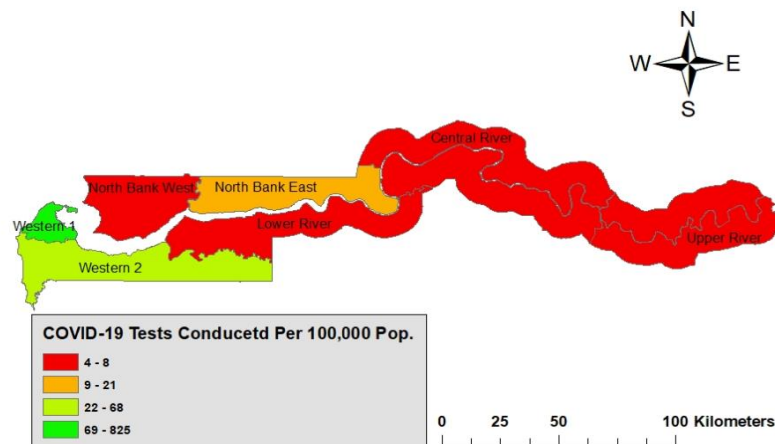 N
W E
S
Central River
North Bank West
North Bank East
Lower River
Western 1
Upper River
Western 2
COVID-19 Tests Conducetd Per 100,000 Pop.
4 - 8
9 - 21
22 - 68
69 - 825
0 25 50 100 Kilometers